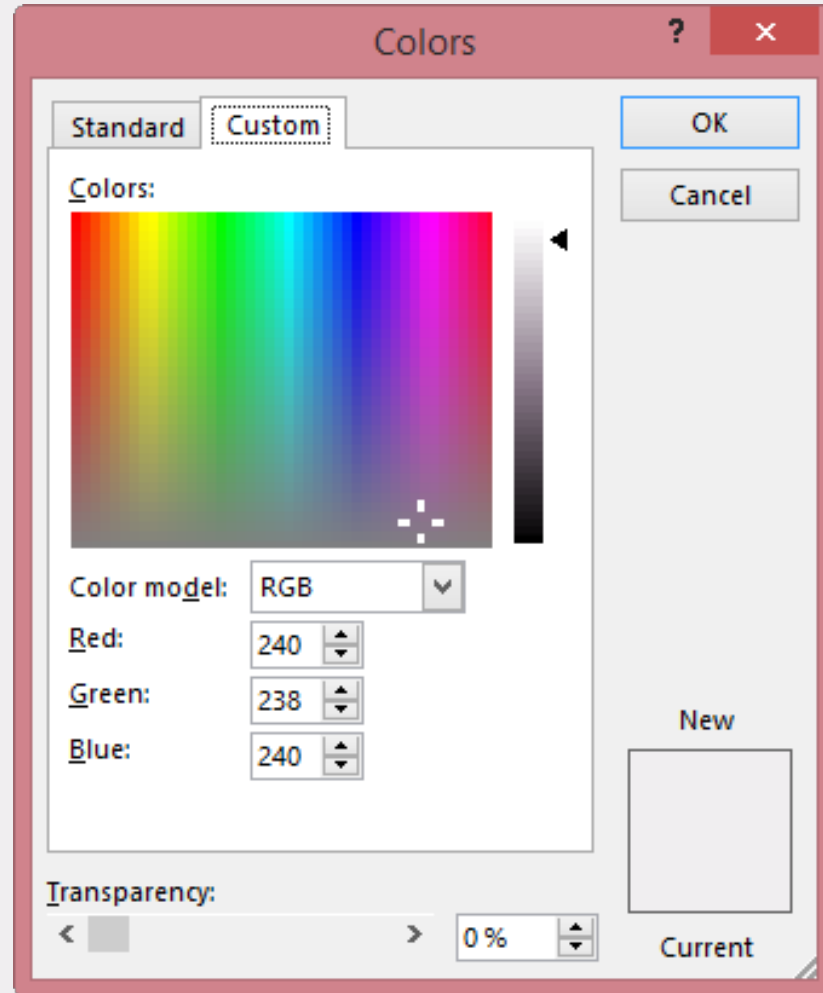 Colors ?
Standard Custom OK
Colors: Cancel
Color model: RGB
Red: 240
Green: 238
New
Blue: 240
Transparency:
0 %
Current